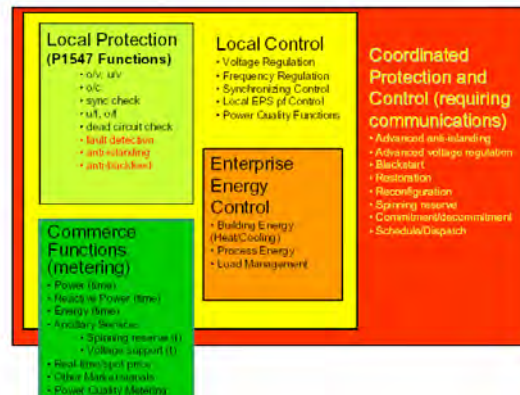 Local Protection
(P1547 Functions)
• o/v, u/v
• o/c
• sync check
• u/f, o/f
• dead circuit check
• fault detection
• anti-islanding
• anti-backfeed
Local Control
• Voltage Regulation
• Frequency Regulation
• Synchronizing Control
• Local EPS pf Control
• Power Quality Functions
Enterprise
Energy
Control
• Building Energy
(Heat/Cooling)
• Process Energy
• Load Management
Commerce
Functions
(metering)
• Power (time)
• Reactive Power (time)
• Energy (time)
• Ancillary Services
• Spinning reserve (t)
• Voltage support (t)
• Real-time/spot price
• Other Market signals
• Power Quality Metering
Coordinated
Protection and
Control (requiring
communications)
• Advanced anti-islanding
• Advanced voltage regulation
• Blackstart
• Restoration
• Reconfiguration
• Spinning reserve
• Commitment/decommitment
• Schedule/Dispatch